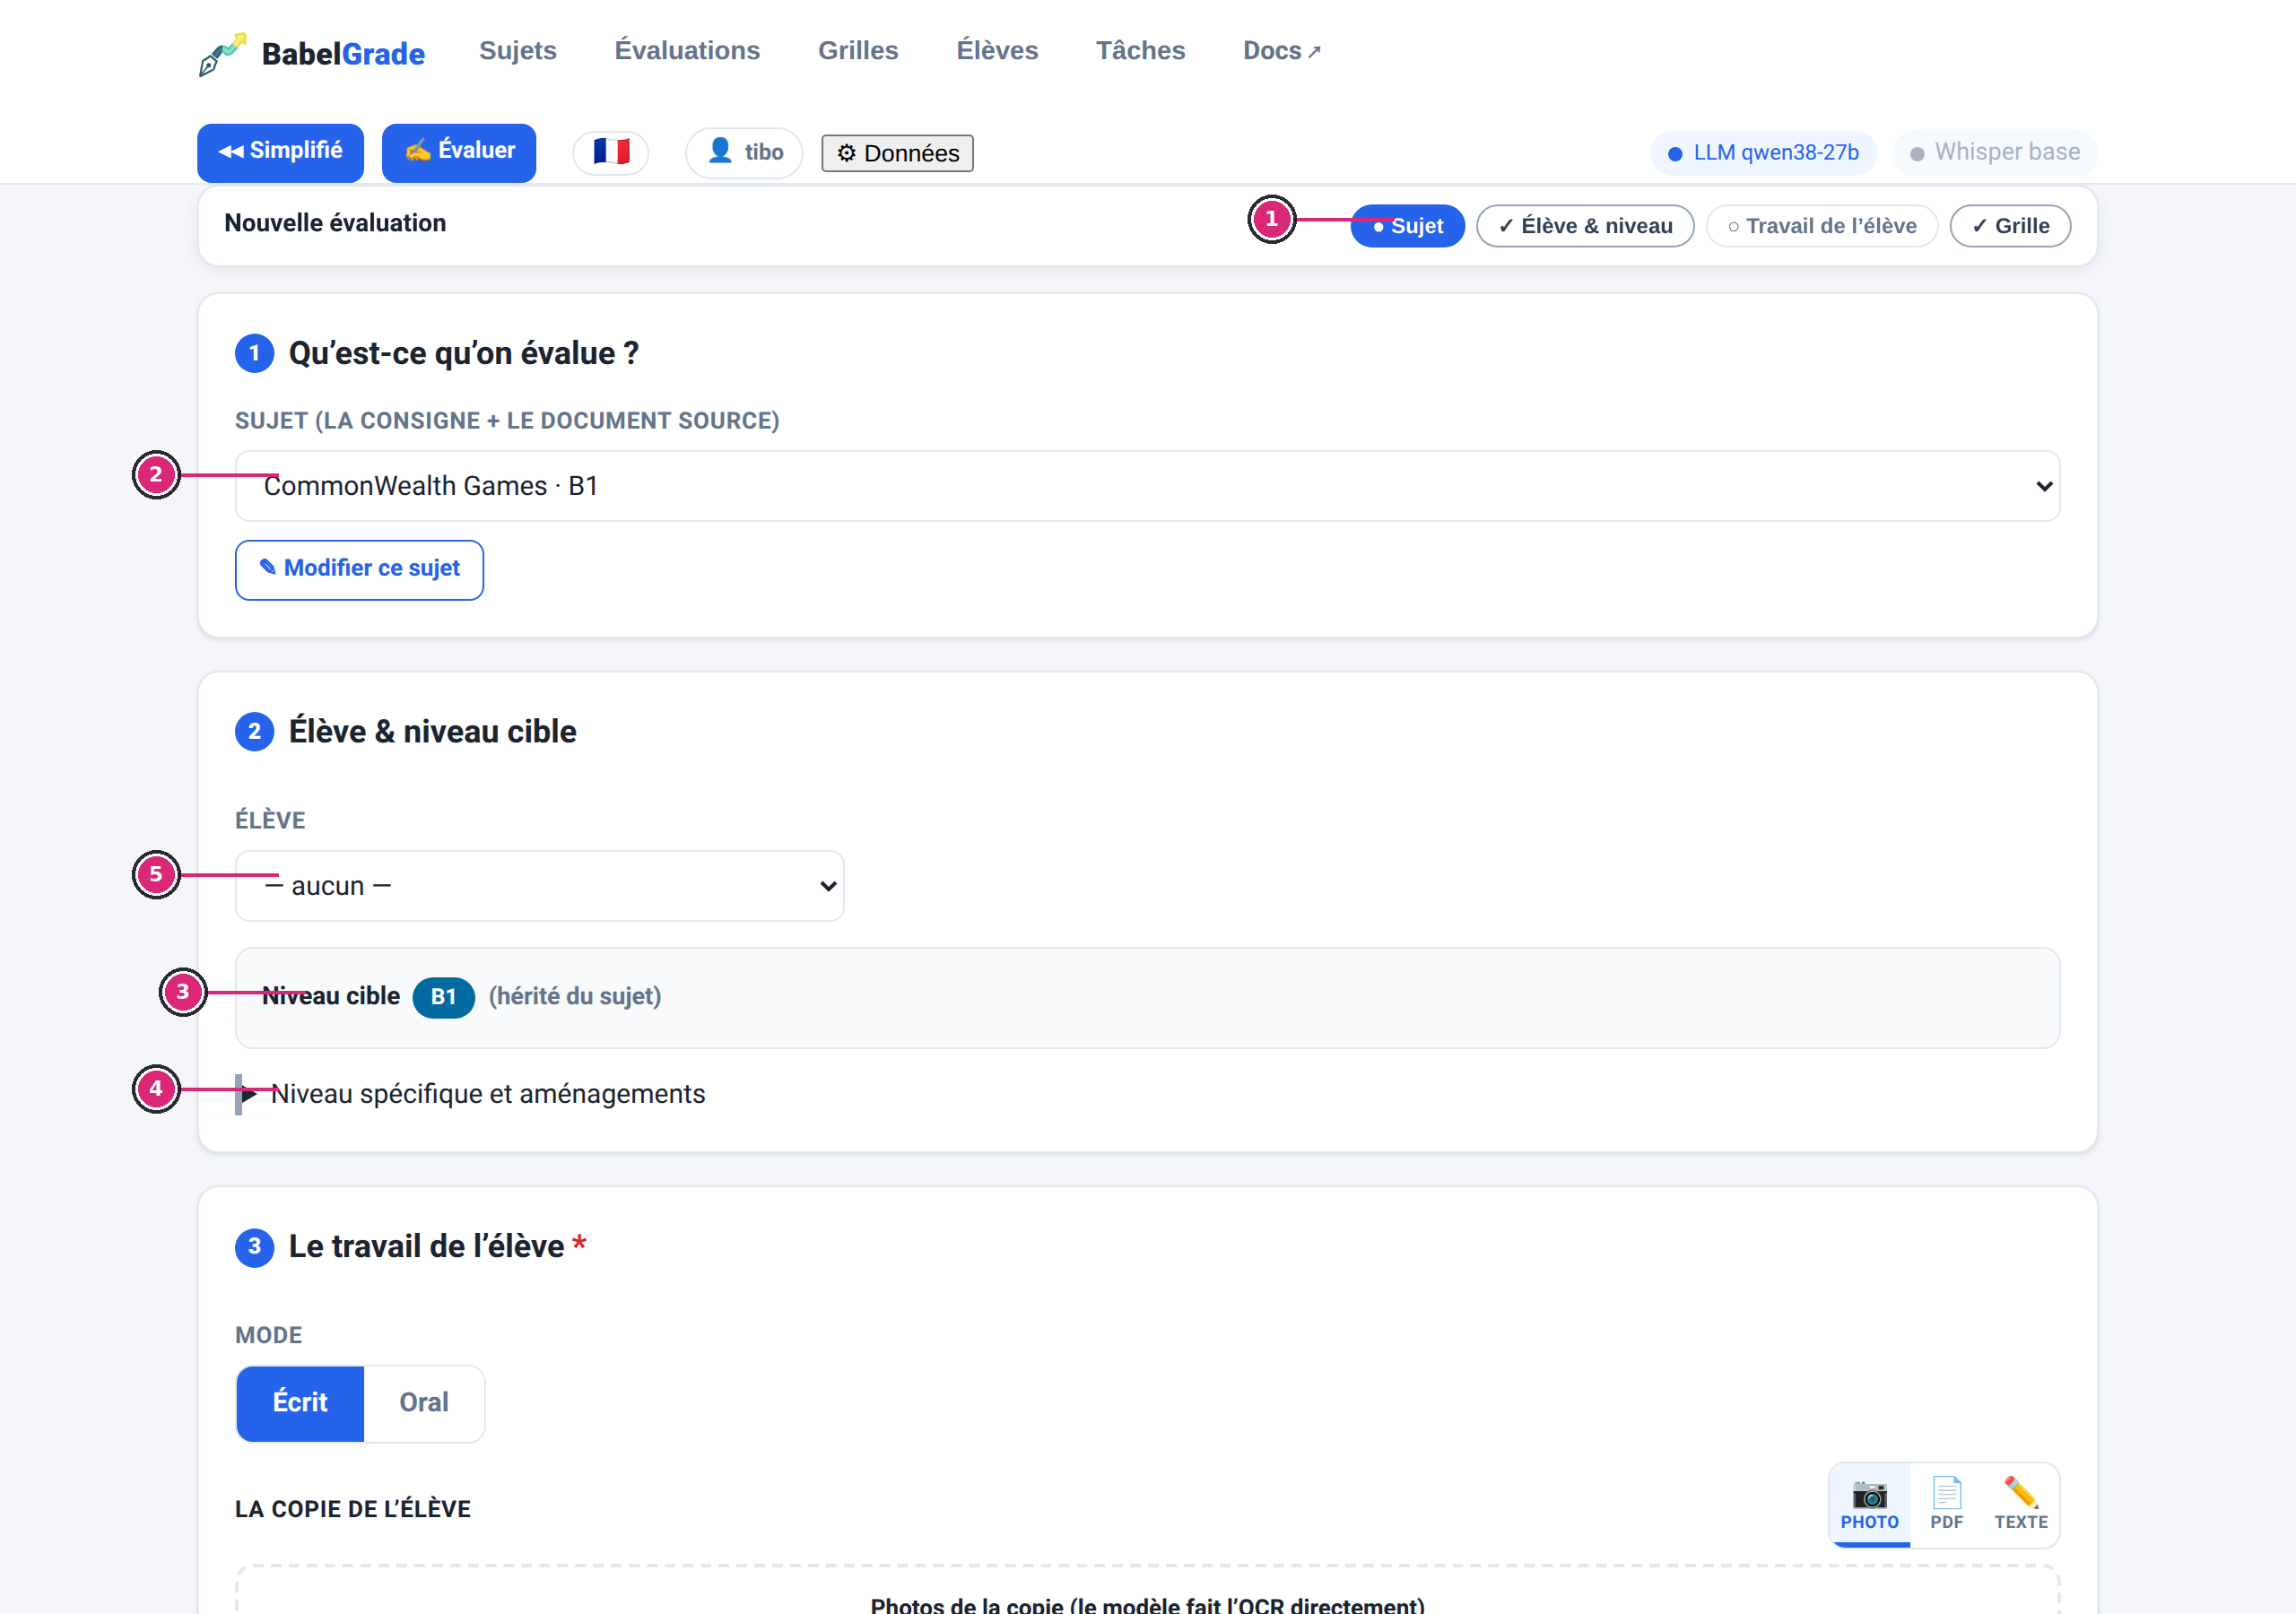 BabelGrade Sujets Évaluations Grilles Élèves Tâches Docs ↗
◀◀ Simplifié ✍ Évaluer 👤 tibo ⚙ Données ● LLM qwen38-27b ● Whisper base
Nouvelle évaluation 1 ● Sujet ✓ Élève & niveau ○ Travail de l’élève ✓ Grille
1 Qu’est-ce qu’on évalue ?
SUJET (LA CONSIGNE + LE DOCUMENT SOURCE)
2 CommonWealth Games · B1
✎ Modifier ce sujet
2 Élève & niveau cible
ÉLÈVE
5 — aucun —
3 Niveau cible B1 (hérité du sujet)
4 ▶ Niveau spécifique et aménagements
3 Le travail de l’élève *
MODE
Écrit Oral
LA COPIE DE L’ÉLÈVE PHOTO PDF TEXTE
Photos de la copie (le modèle fait l’OCR directement)